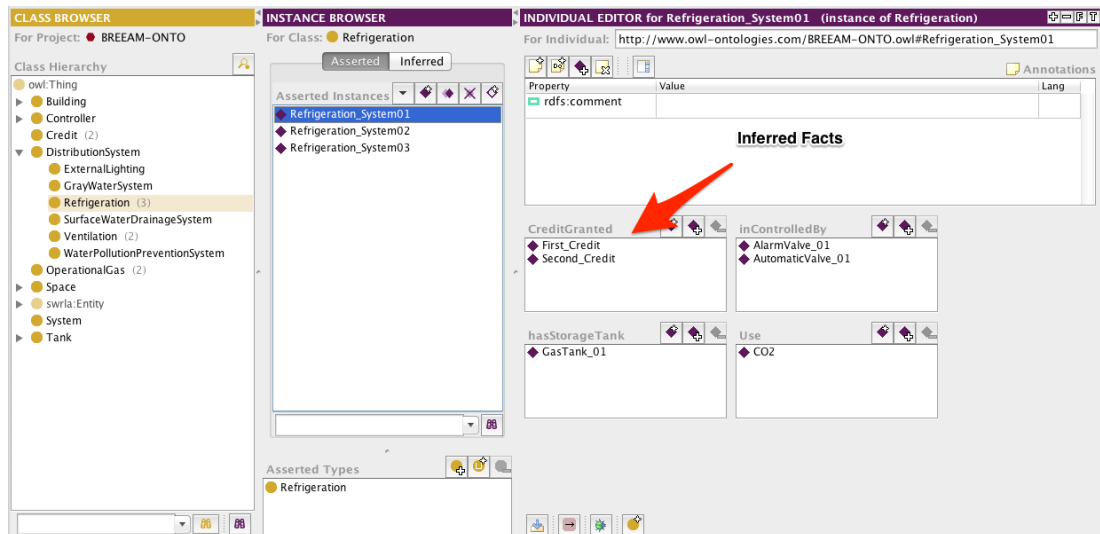 CLASS BROWSER
For Project: BREEAM-ONTO
Class Hierarchy
owl:Thing
Building
Controller
Credit (2)
DistributionSystem
ExternalLighting
GrayWaterSystem
Refrigeration (3)
SurfaceWaterDrainageSystem
Ventilation (2)
WaterPollutionPreventionSystem
OperationalGas (2)
Space
swrla:Entity
System
Tank
INSTANCE BROWSER
For Class: Refrigeration
Asserted Inferred
Asserted Instances
Refrigeration_System01
Refrigeration_System02
Refrigeration_System03
Asserted Types
Refrigeration
INDIVIDUAL EDITOR for Refrigeration_System01 (instance of Refrigeration)
For Individual: http://www.owl-ontologies.com/BREEAM-ONTO.owl#Refrigeration_System01
Annotations
Property Value Lang
rdfs:comment
Inferred Facts
CreditGranted
First_Credit
Second_Credit
inControlledBy
AlarmValve_01
AutomaticValve_01
hasStorageTank
GasTank_01
Use
CO2